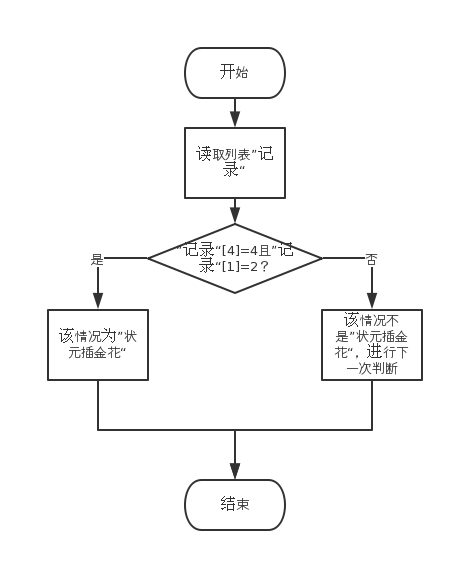 开始
读取列表”记
录“
”记录“[4]=4且”记
录“[1]=2？
是
否
该情况为”状
元插金花“
该情况不
是”状元插金
花“，进行下
一次判断
结束